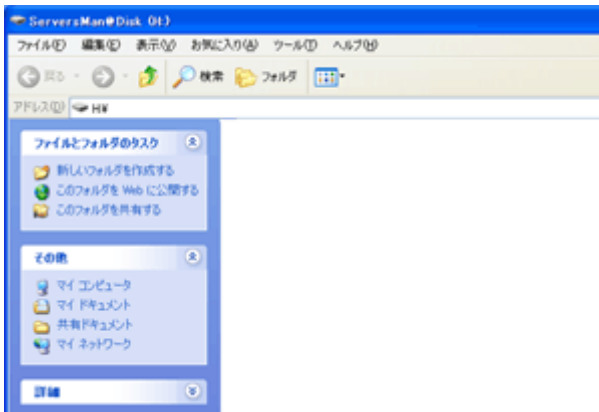 ServersMan@Disk (H:)
ファイル(F) 編集(E) 表示(V) お気に入り(A) ツール(T) ヘルプ(H)
戻る 検索 フォルダ
アドレス(D) H:¥
ファイルとフォルダのタスク
新しいフォルダを作成する
このフォルダを Web に公開する
このフォルダを共有する
その他
マイ コンピュータ
マイ ドキュメント
共有ドキュメント
マイ ネットワーク
詳細